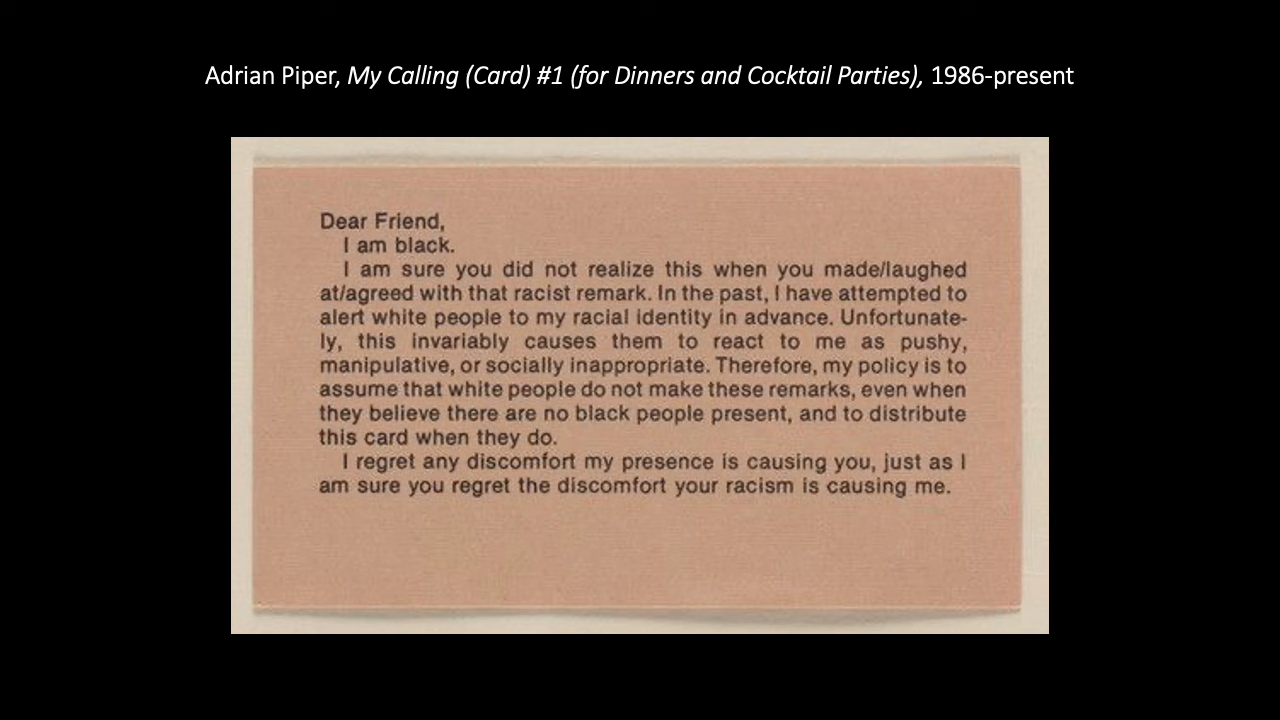 Adrian Piper, My Calling (Card) #1 (for Dinners and Cocktail Parties), 1986-present
Dear Friend,
I am black.
I am sure you did not realize this when you made/laughed
at/agreed with that racist remark. In the past, I have attempted to
alert white people to my racial identity in advance. Unfortunate-
ly, this invariably causes them to react to me as pushy,
manipulative, or socially inappropriate. Therefore, my policy is to
assume that white people do not make these remarks, even when
they believe there are no black people present, and to distribute
this card when they do.
I regret any discomfort my presence is causing you, just as I
am sure you regret the discomfort your racism is causing me.